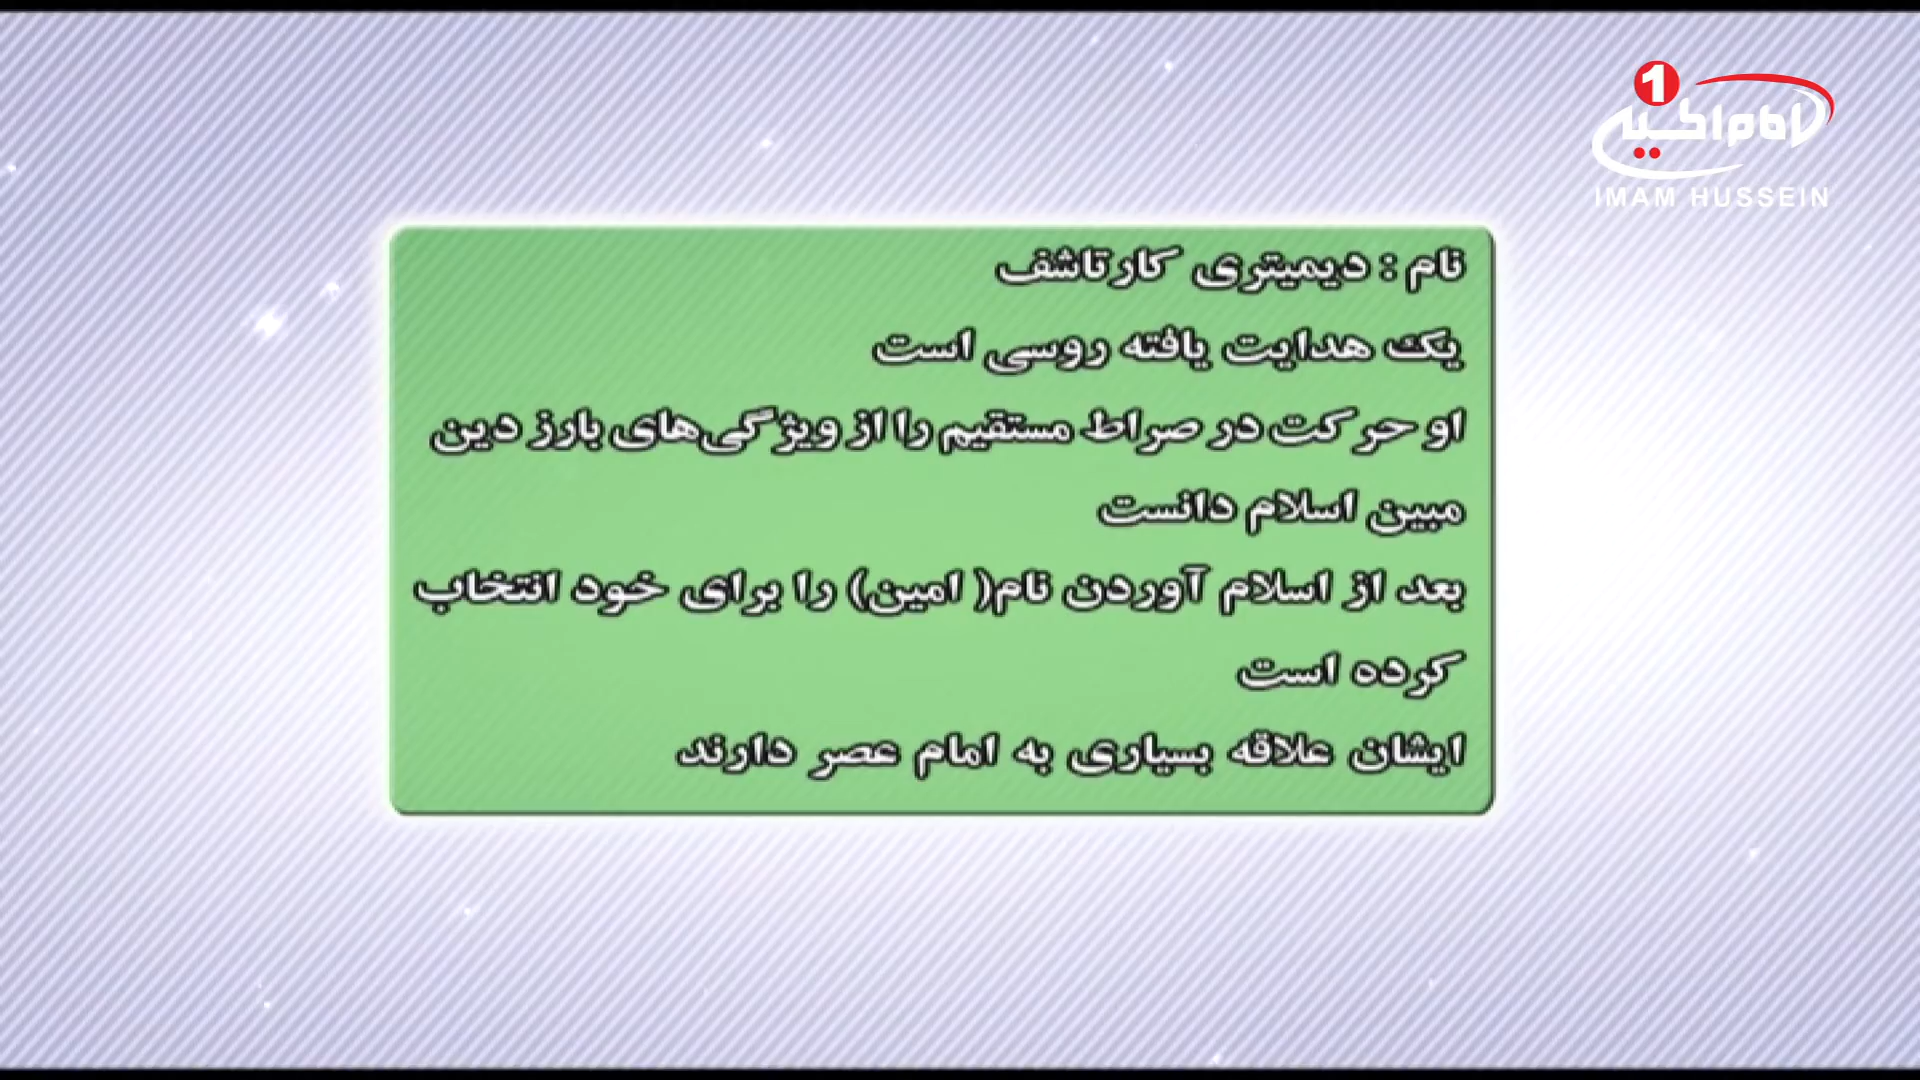 1
امام حسین
IMAM HUSSEIN
نام : دیمیتری کارتاشف
یک هدایت یافته روسی است
او حرکت در صراط مستقیم را از ویژگی‌های بارز دین
مبین اسلام دانست
بعد از اسلام آوردن نام( امین) را برای خود انتخاب
کرده است
ایشان علاقه بسیاری به امام عصر دارند